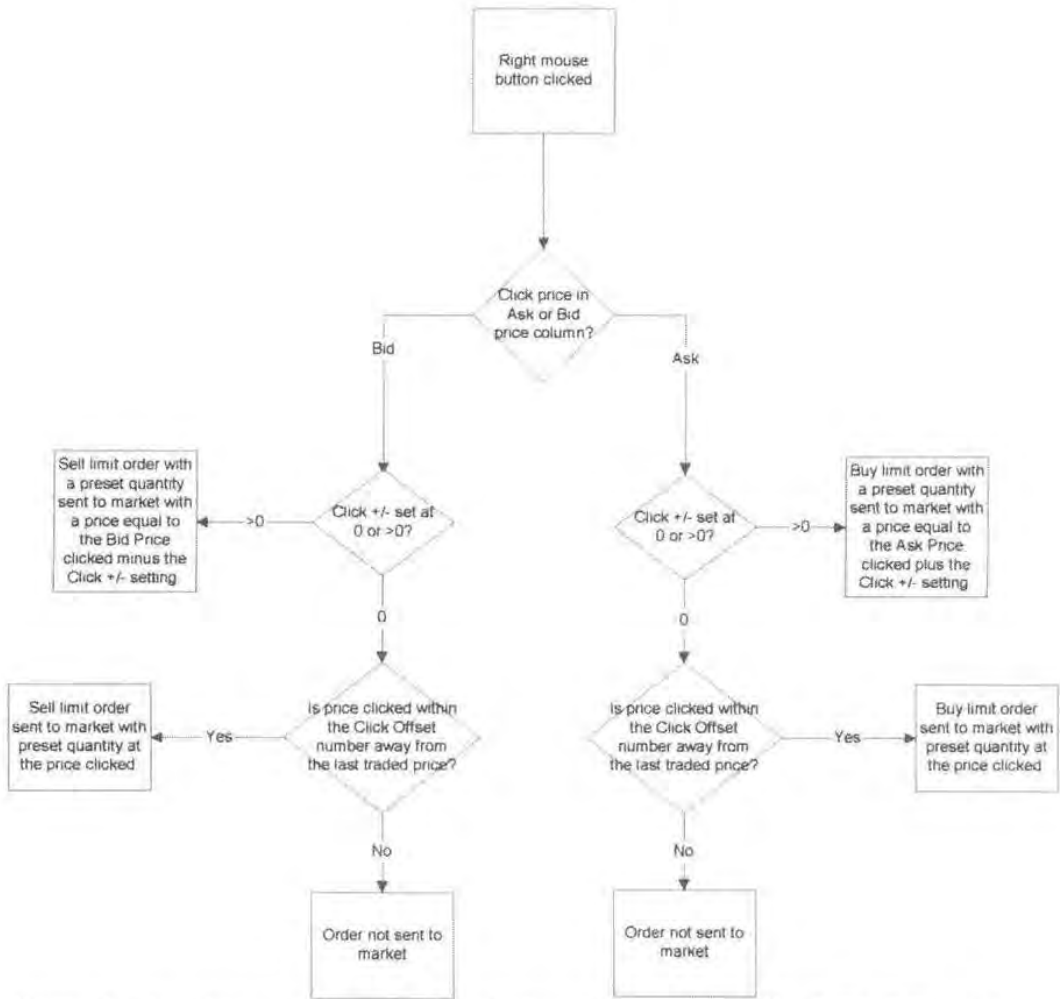 Right mouse
button clicked
Click price in
Ask or Bid
price column?
Bid
Ask
Sell limit order with
a preset quantity
sent to market with
a price equal to
the Bid Price
clicked minus the
Click +/- setting
>0
Click +/- set at
0 or >0?
Click +/- set at
0 or >0?
>0
Buy limit order with
a preset quantity
sent to market with
a price equal to
the Ask Price
clicked plus the
Click +/- setting
0
0
Sell limit order
sent to market with
preset quantity at
the price clicked
Yes
Is price clicked within
the Click Offset
number away from
the last traded price?
Is price clicked within
the Click Offset
number away from
the last traded price?
Yes
Buy limit order
sent to market with
preset quantity at
the price clicked
No
No
Order not sent to
market
Order not sent to
market